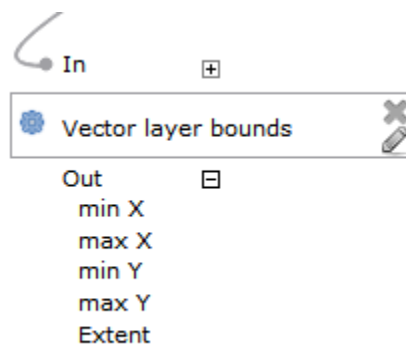 In
Vector layer bounds
Out
min X
max X
min Y
max Y
Extent